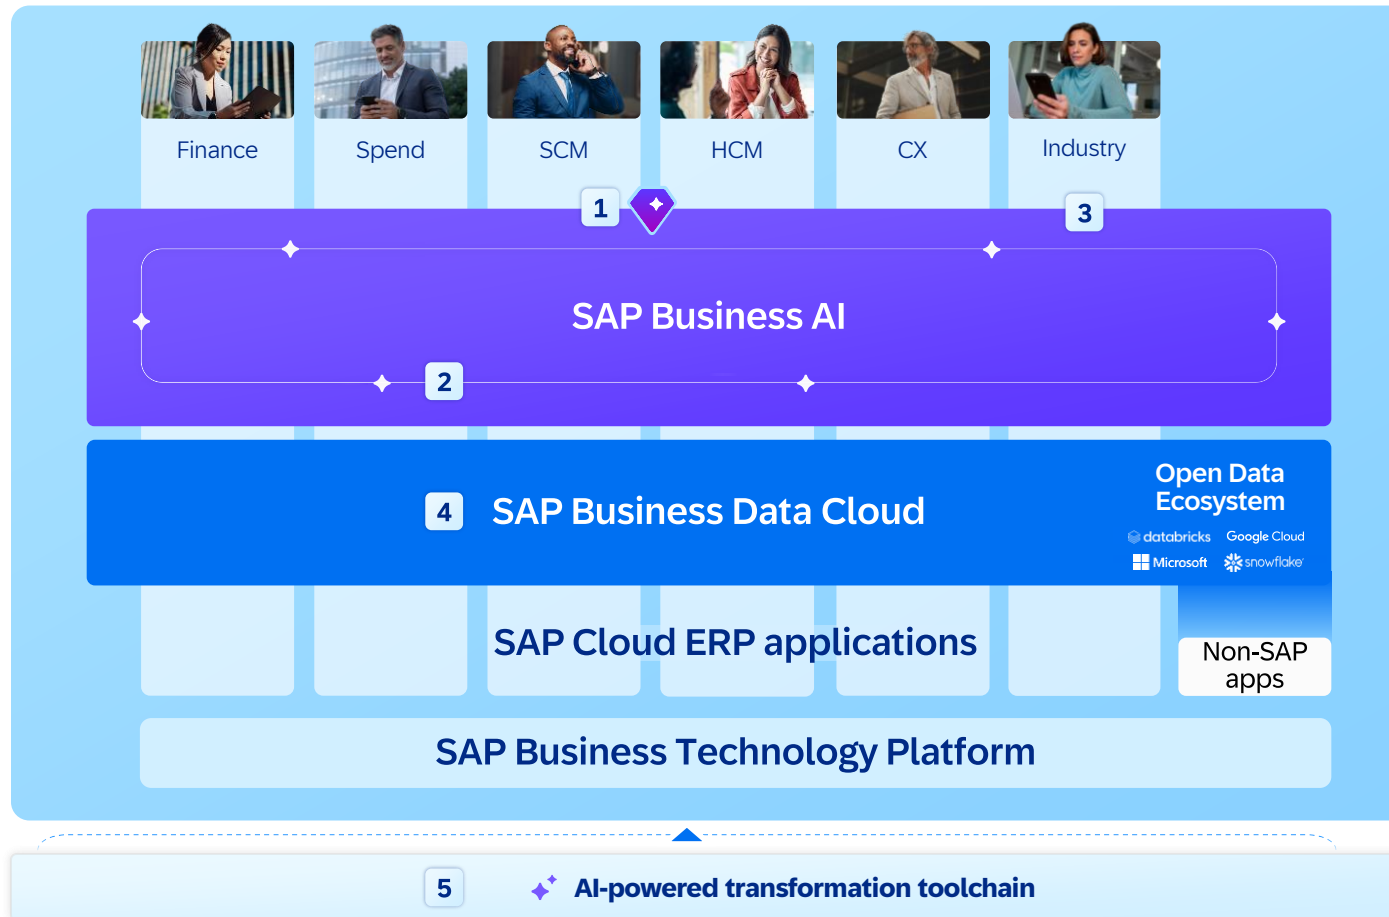 Finance
Spend
SCM
HCM
CX
Industry
1
3
SAP Business AI
2
4
SAP Business Data Cloud
Open Data
Ecosystem
databricks
Google Cloud
Microsoft
snowflake
SAP Cloud ERP applications
Non-SAP
apps
SAP Business Technology Platform
5
AI-powered transformation toolchain